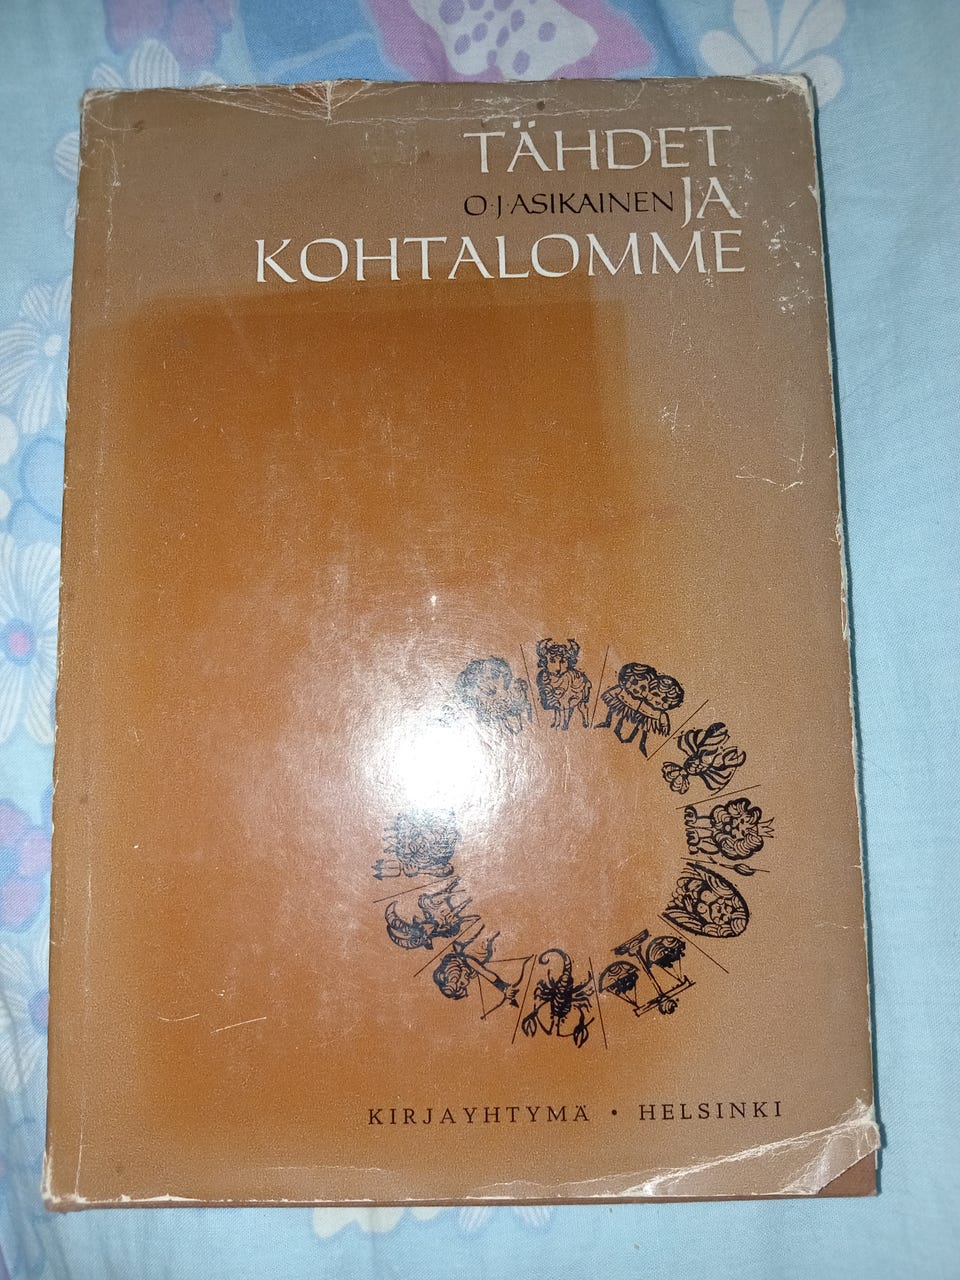 TÄHDET
O·J·ASIKAINEN JA
KOHTALOMME
KIRJAYHTYMÄ • HELSINKI